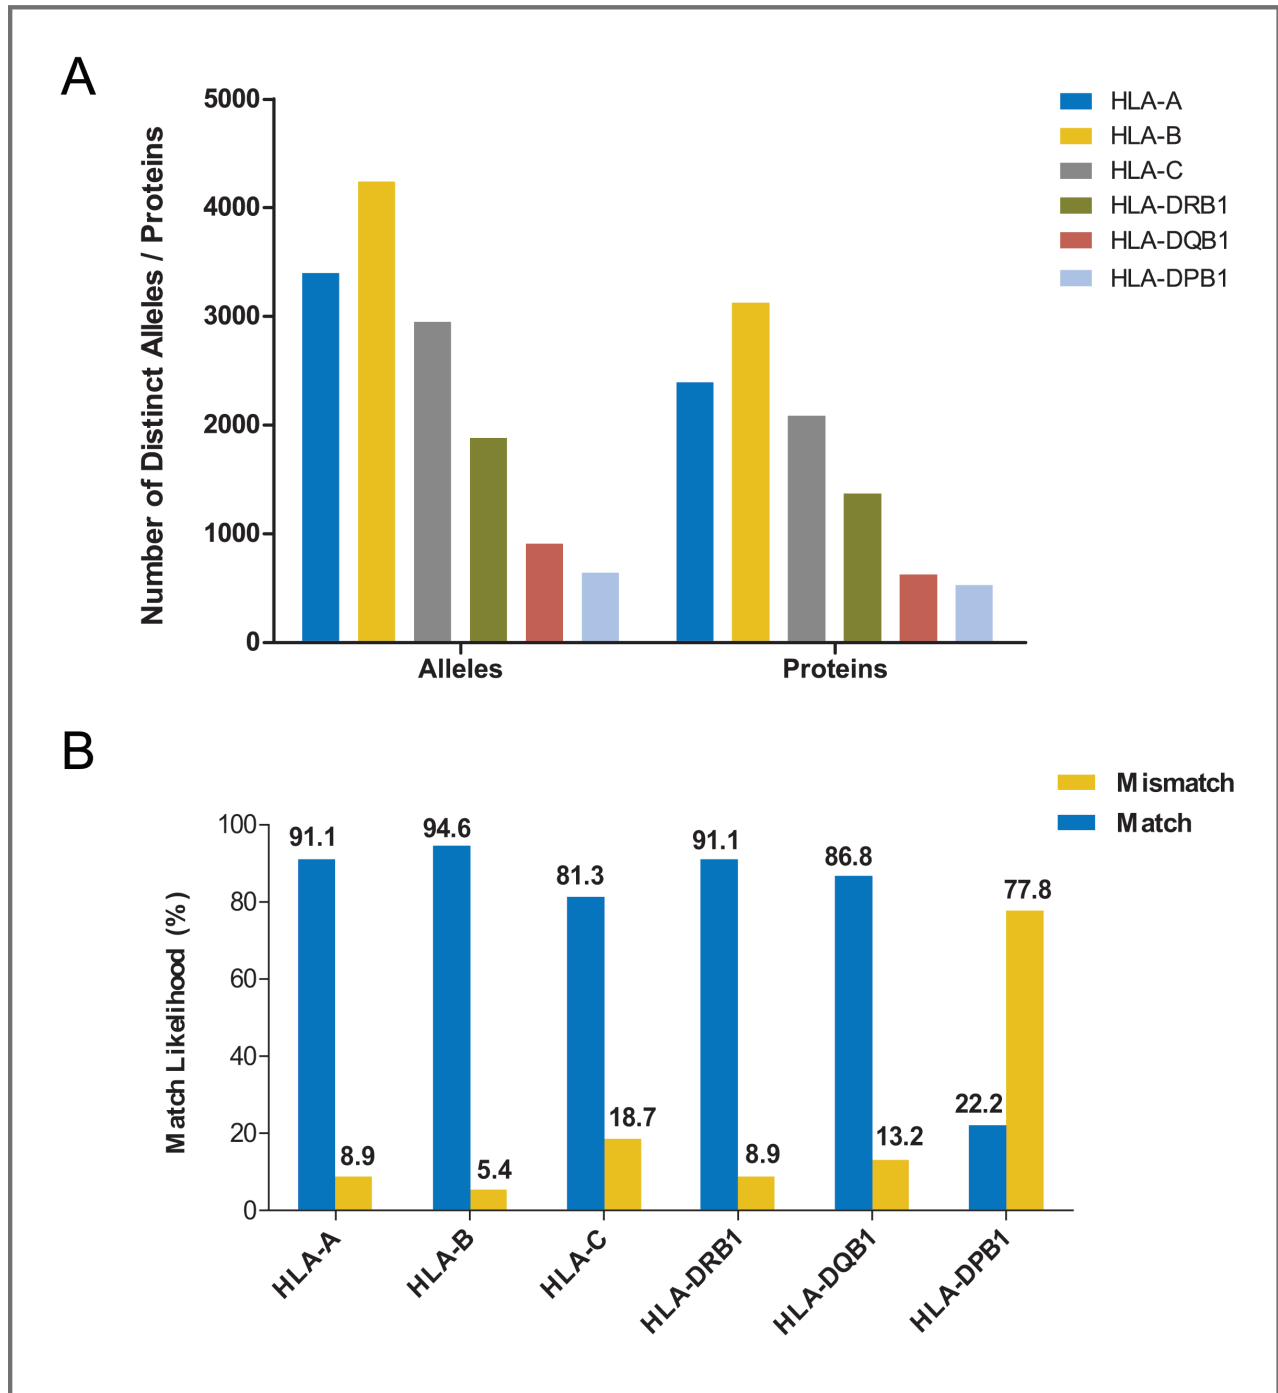 A
Number of Distinct Alleles / Proteins
5000
4000
3000
2000
1000
0
Alleles
Proteins
HLA-A
HLA-B
HLA-C
HLA-DRB1
HLA-DQB1
HLA-DPB1
B
Mismatch
Match
Match Likelihood (%)
100
80
60
40
20
0
91.1
8.9
94.6
5.4
81.3
18.7
91.1
8.9
86.8
13.2
22.2
77.8
HLA-A
HLA-B
HLA-C
HLA-DRB1
HLA-DQB1
HLA-DPB1